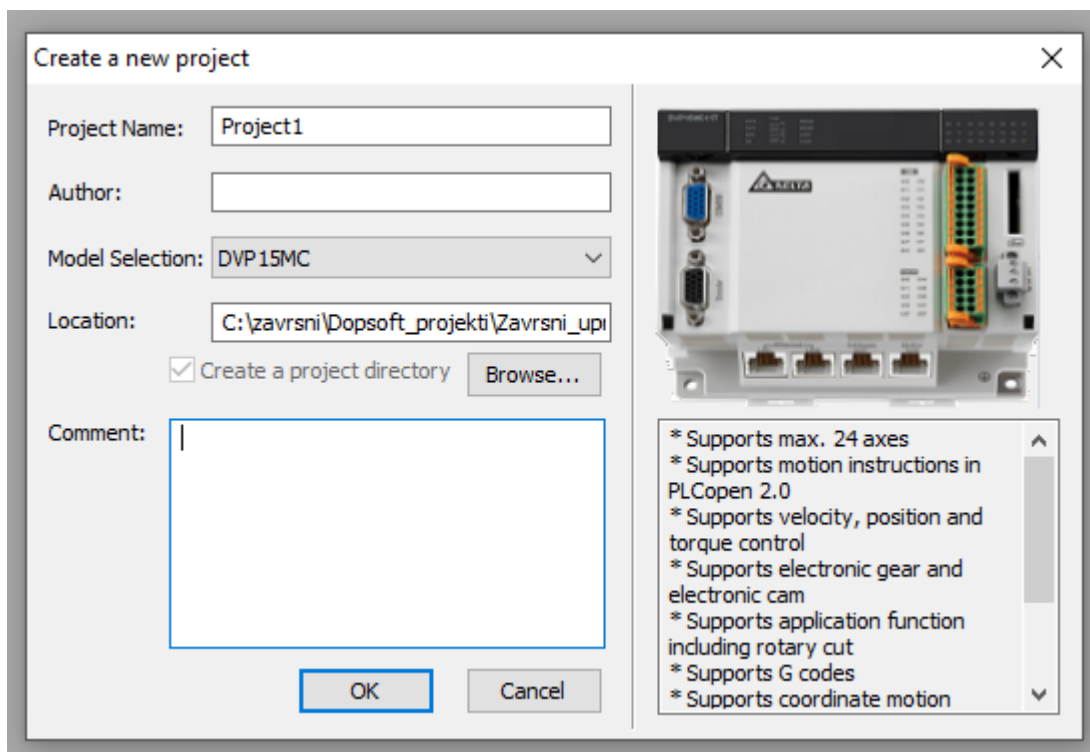 Create a new project
Project Name:
Project1
Author:
Model Selection:
DVP15MC
Location:
C:\zavrsni\Dopsoft_projekti\Zavrsni_upr
Create a project directory
Browse...
Comment:
OK
Cancel
DELTA
* Supports max. 24 axes
* Supports motion instructions in
PLCopen 2.0
* Supports velocity, position and
torque control
* Supports electronic gear and
electronic cam
* Supports application function
including rotary cut
* Supports G codes
* Supports coordinate motion